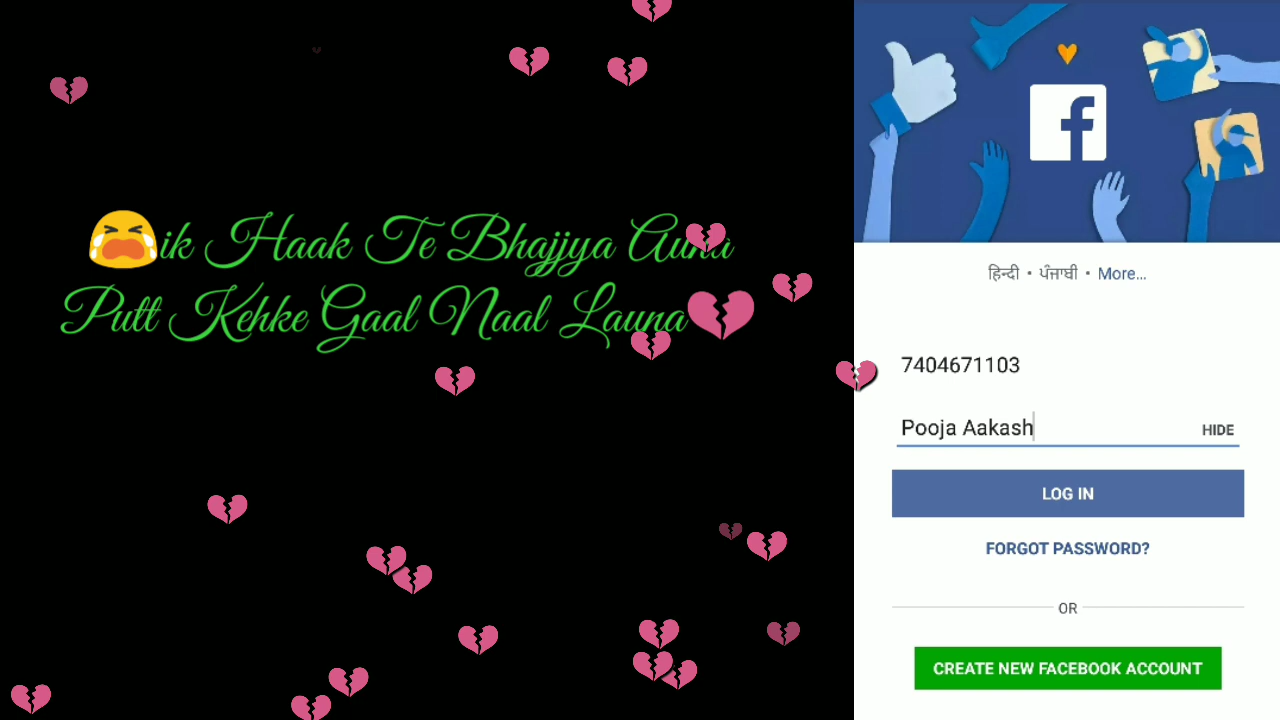 😭ik Haak Te Bhajjya Auna
Putt Kehke Gaal Naal Launa💔
हिन्दी • ਪੰਜਾਬੀ • More...
7404671103
Pooja Aakash
HIDE
LOG IN
FORGOT PASSWORD?
OR
CREATE NEW FACEBOOK ACCOUNT